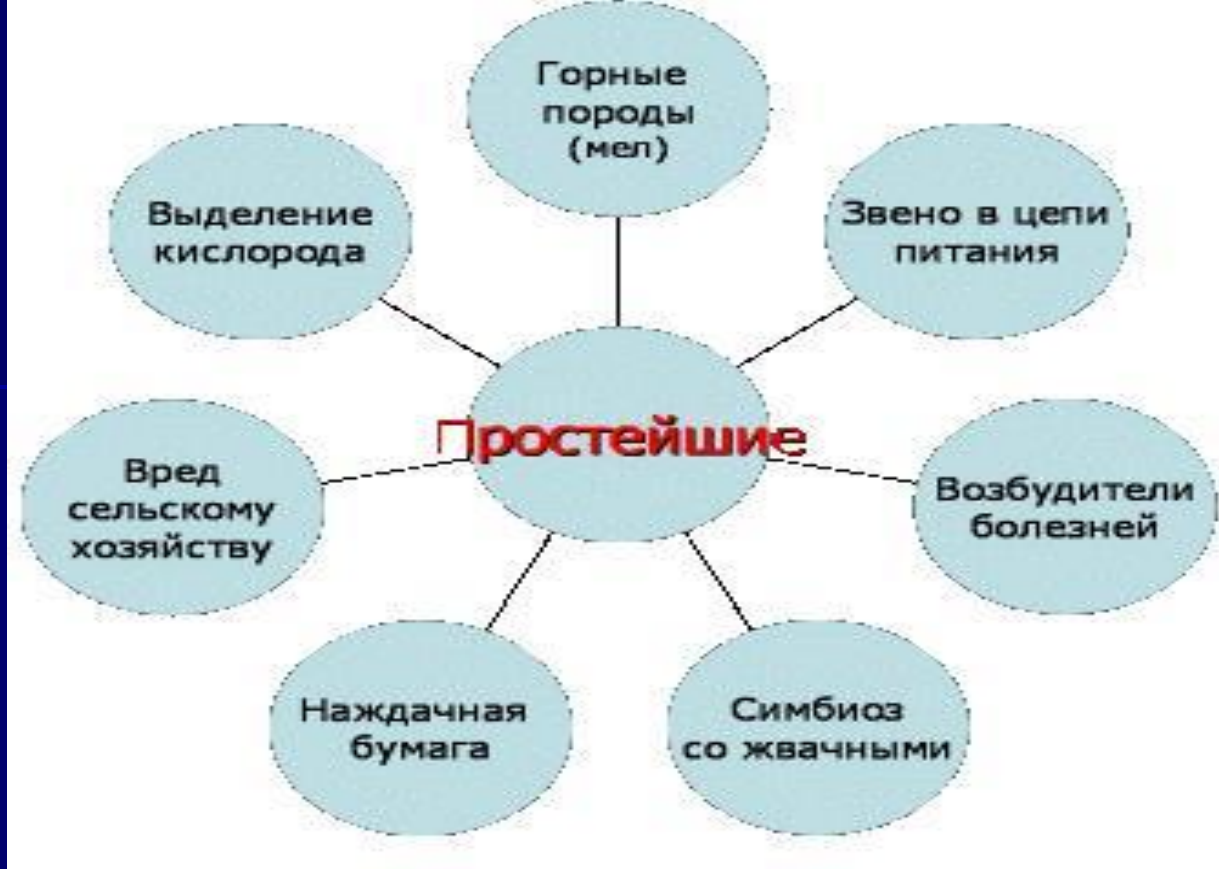 Горные
породы
(мел)
Выделение
кислорода
Звено в цепи
питания
Простейшие
Вред
сельскому
хозяйству
Возбудители
болезней
Наждачная
бумага
Симбиоз
со жвачными